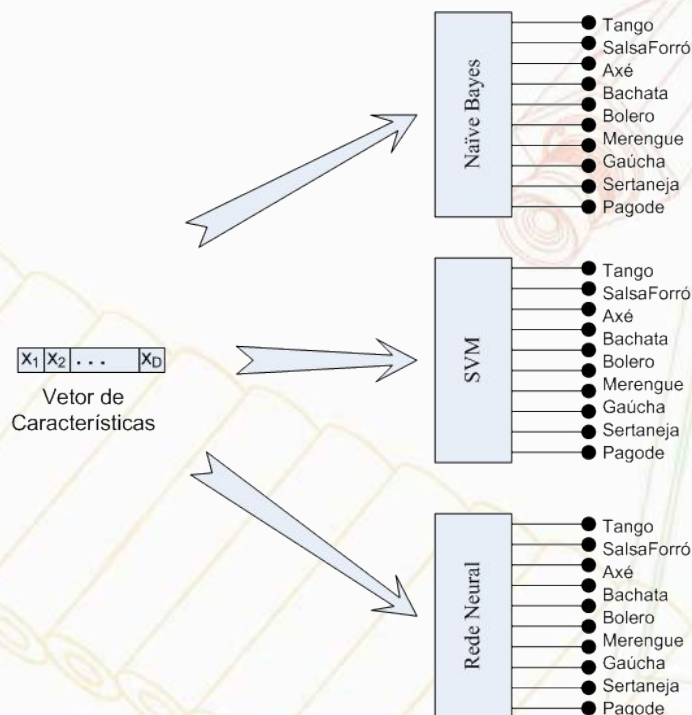 Naïve Bayes
Tango
SalsaForró
Axé
Bachata
Bolero
Merengue
Gaúcha
Sertaneja
Pagode
X1 X2 ... XD
Vetor de
Características
SVM
Tango
SalsaForró
Axé
Bachata
Bolero
Merengue
Gaúcha
Sertaneja
Pagode
Rede Neural
Tango
SalsaForró
Axé
Bachata
Bolero
Merengue
Gaúcha
Sertaneja
Pagode